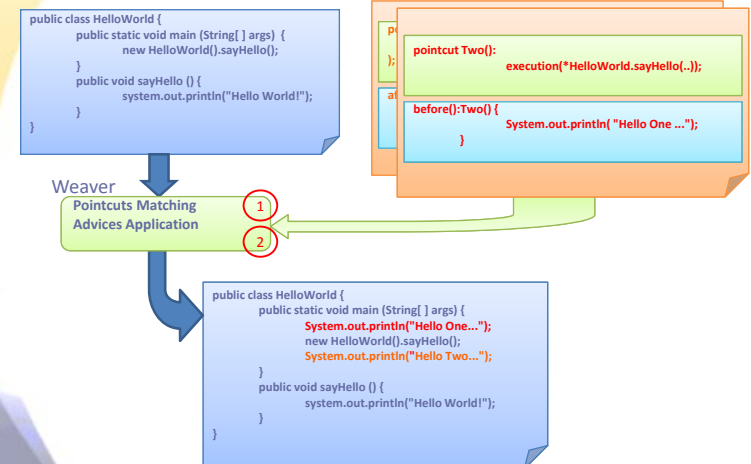 public class HelloWorld {
public static void main (String[ ] args)  {
new HelloWorld().sayHello();
}
public void sayHello () {
system.out.println("Hello World!");
}
}
);
pointcut Two():
execution(*HelloWorld.sayHello(..));
before():Two() {
System.out.println( "Hello One ...");
}
Weaver
Pointcuts Matching
Advices Application
1
2
public class HelloWorld {
public static void main (String[ ] args) {
System.out.println("Hello One...");
new HelloWorld().sayHello();
System.out.println("Hello Two...");
}
public void sayHello () {
system.out.println("Hello World!");
}
}